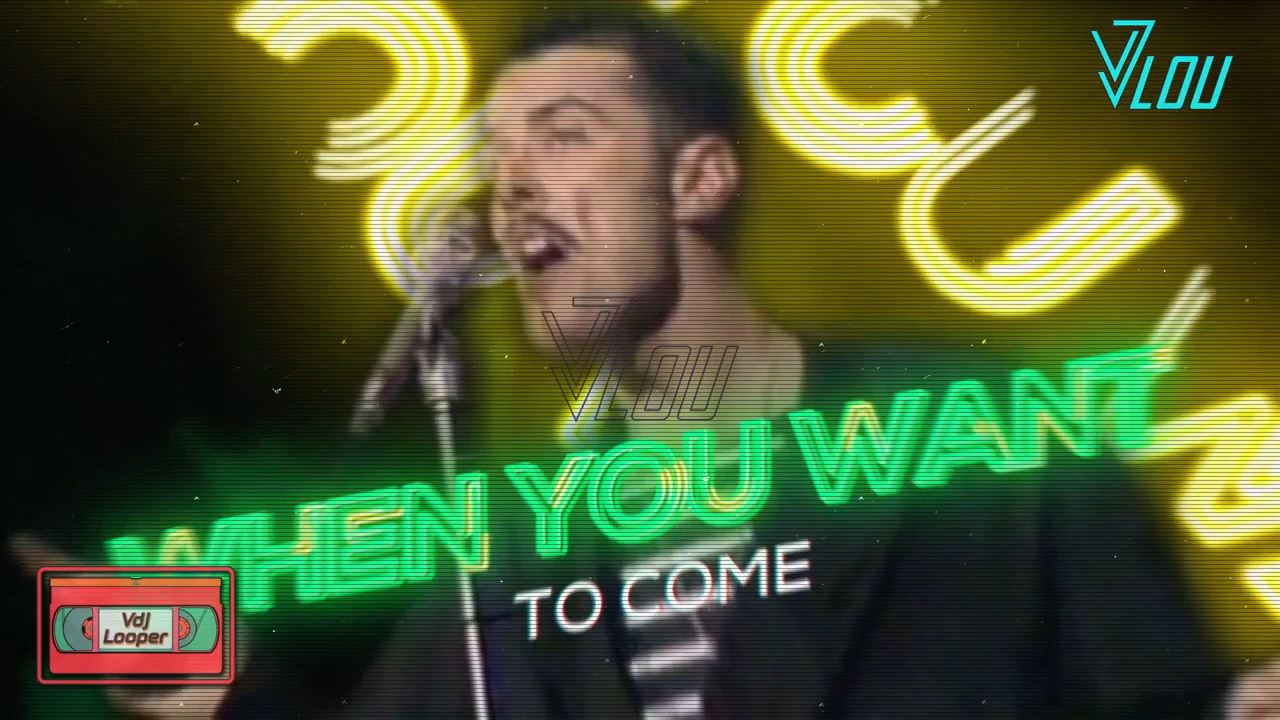 VLOU
VLOU
WHEN YOU WANT
TO COME
Vdj
Looper